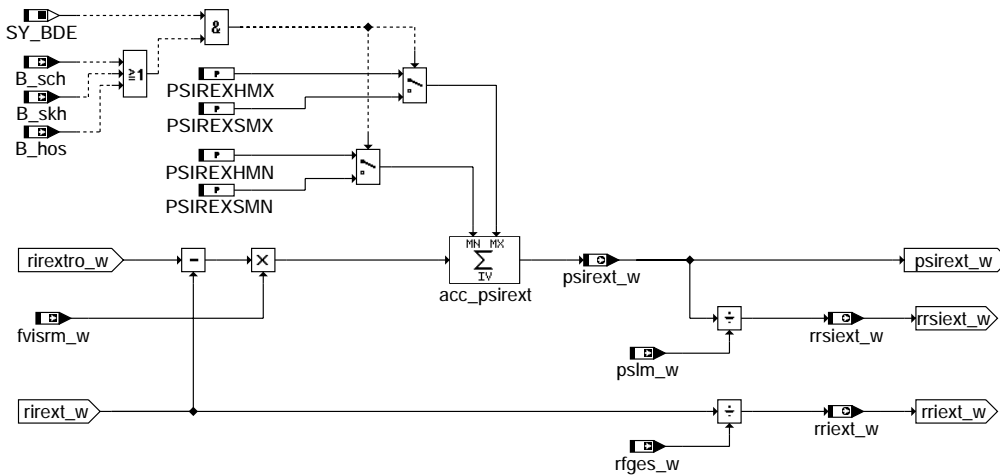 SY_BDE
&
B_sch
≥1
B_skh
B_hos
P
PSIREXHMX
P
PSIREXSMX
P
PSIREXHMN
P
PSIREXSMN
MN MX
Σ
IV
acc_psirext
rirextro_w
−
×
psirext_w
psirext_w
fvisrm_w
÷
rrsiext_w
rrsiext_w
pslm_w
rirext_w
÷
rriext_w
rriext_w
rfges_w